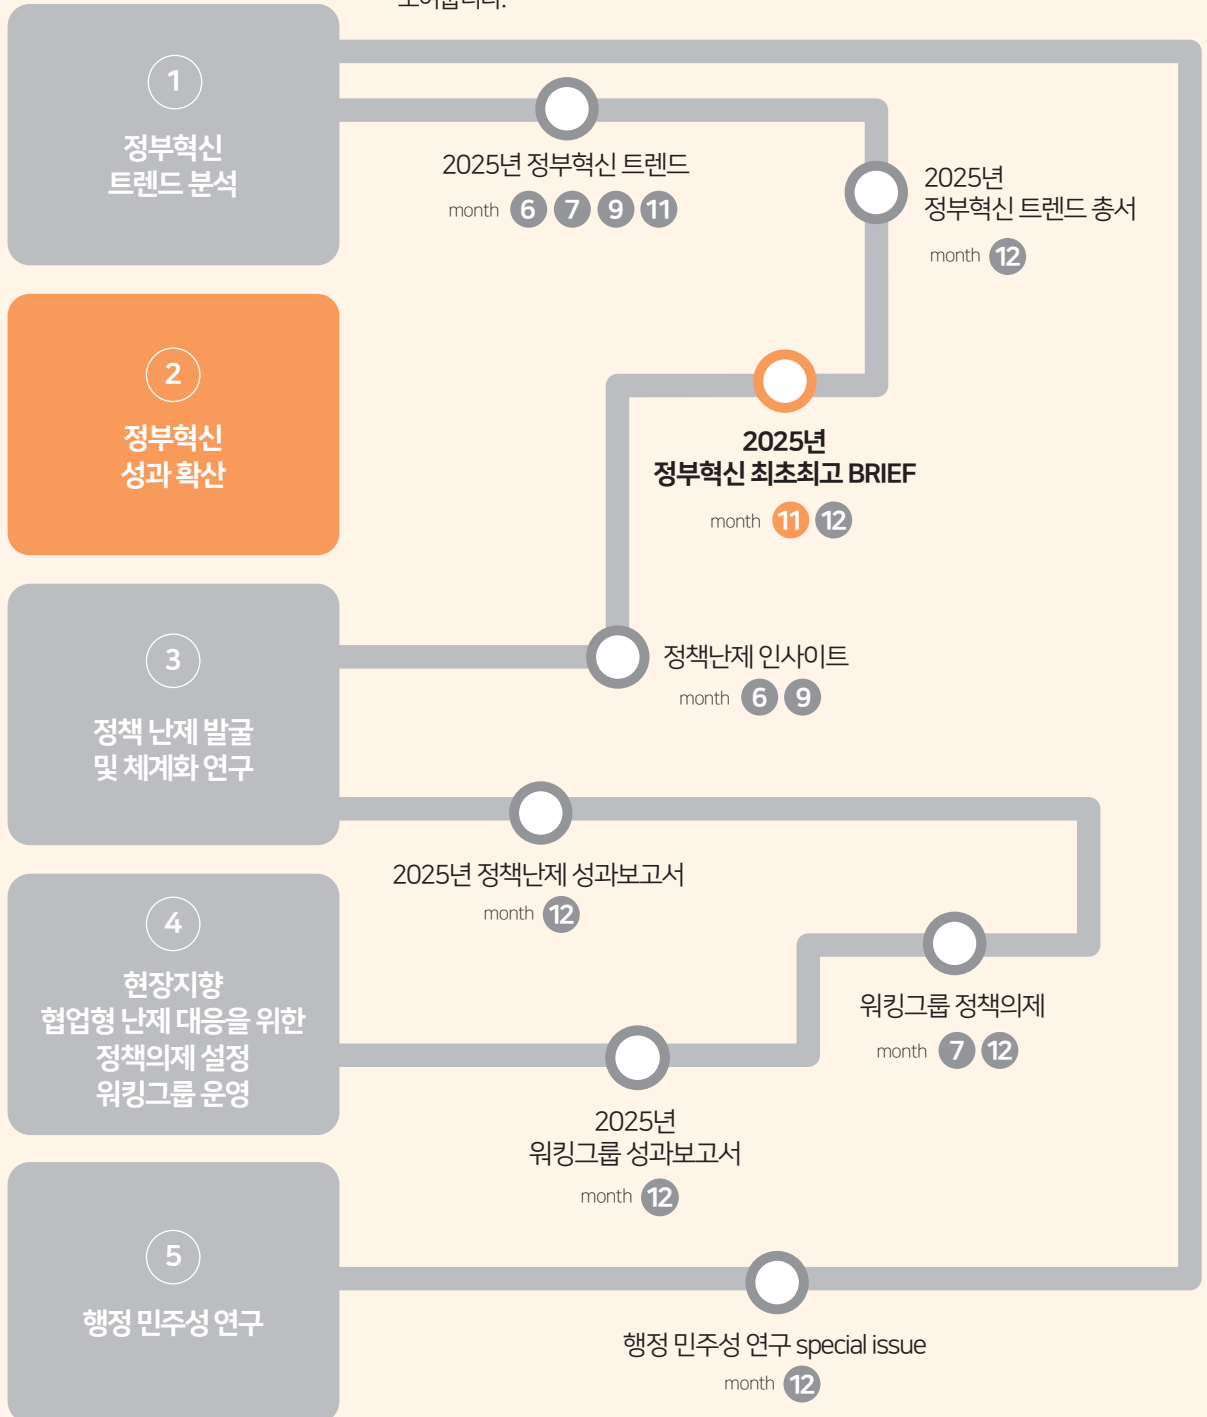 1
정부혁신
트렌드 분석
2025년 정부혁신 트렌드
month 6 7 9 11
2025년
정부혁신 트렌드 총서
month 12
2
정부혁신
성과 확산
2025년
정부혁신 최초최고 BRIEF
month 11 12
3
정책 난제 발굴
및 체계화 연구
정책난제 인사이트
month 6 9
2025년 정책난제 성과보고서
month 12
4
현장지향
협업형 난제 대응을 위한
정책의제 설정
워킹그룹 운영
워킹그룹 정책의제
month 7 12
2025년
워킹그룹 성과보고서
month 12
5
행정 민주성 연구
행정 민주성 연구 special issue
month 12